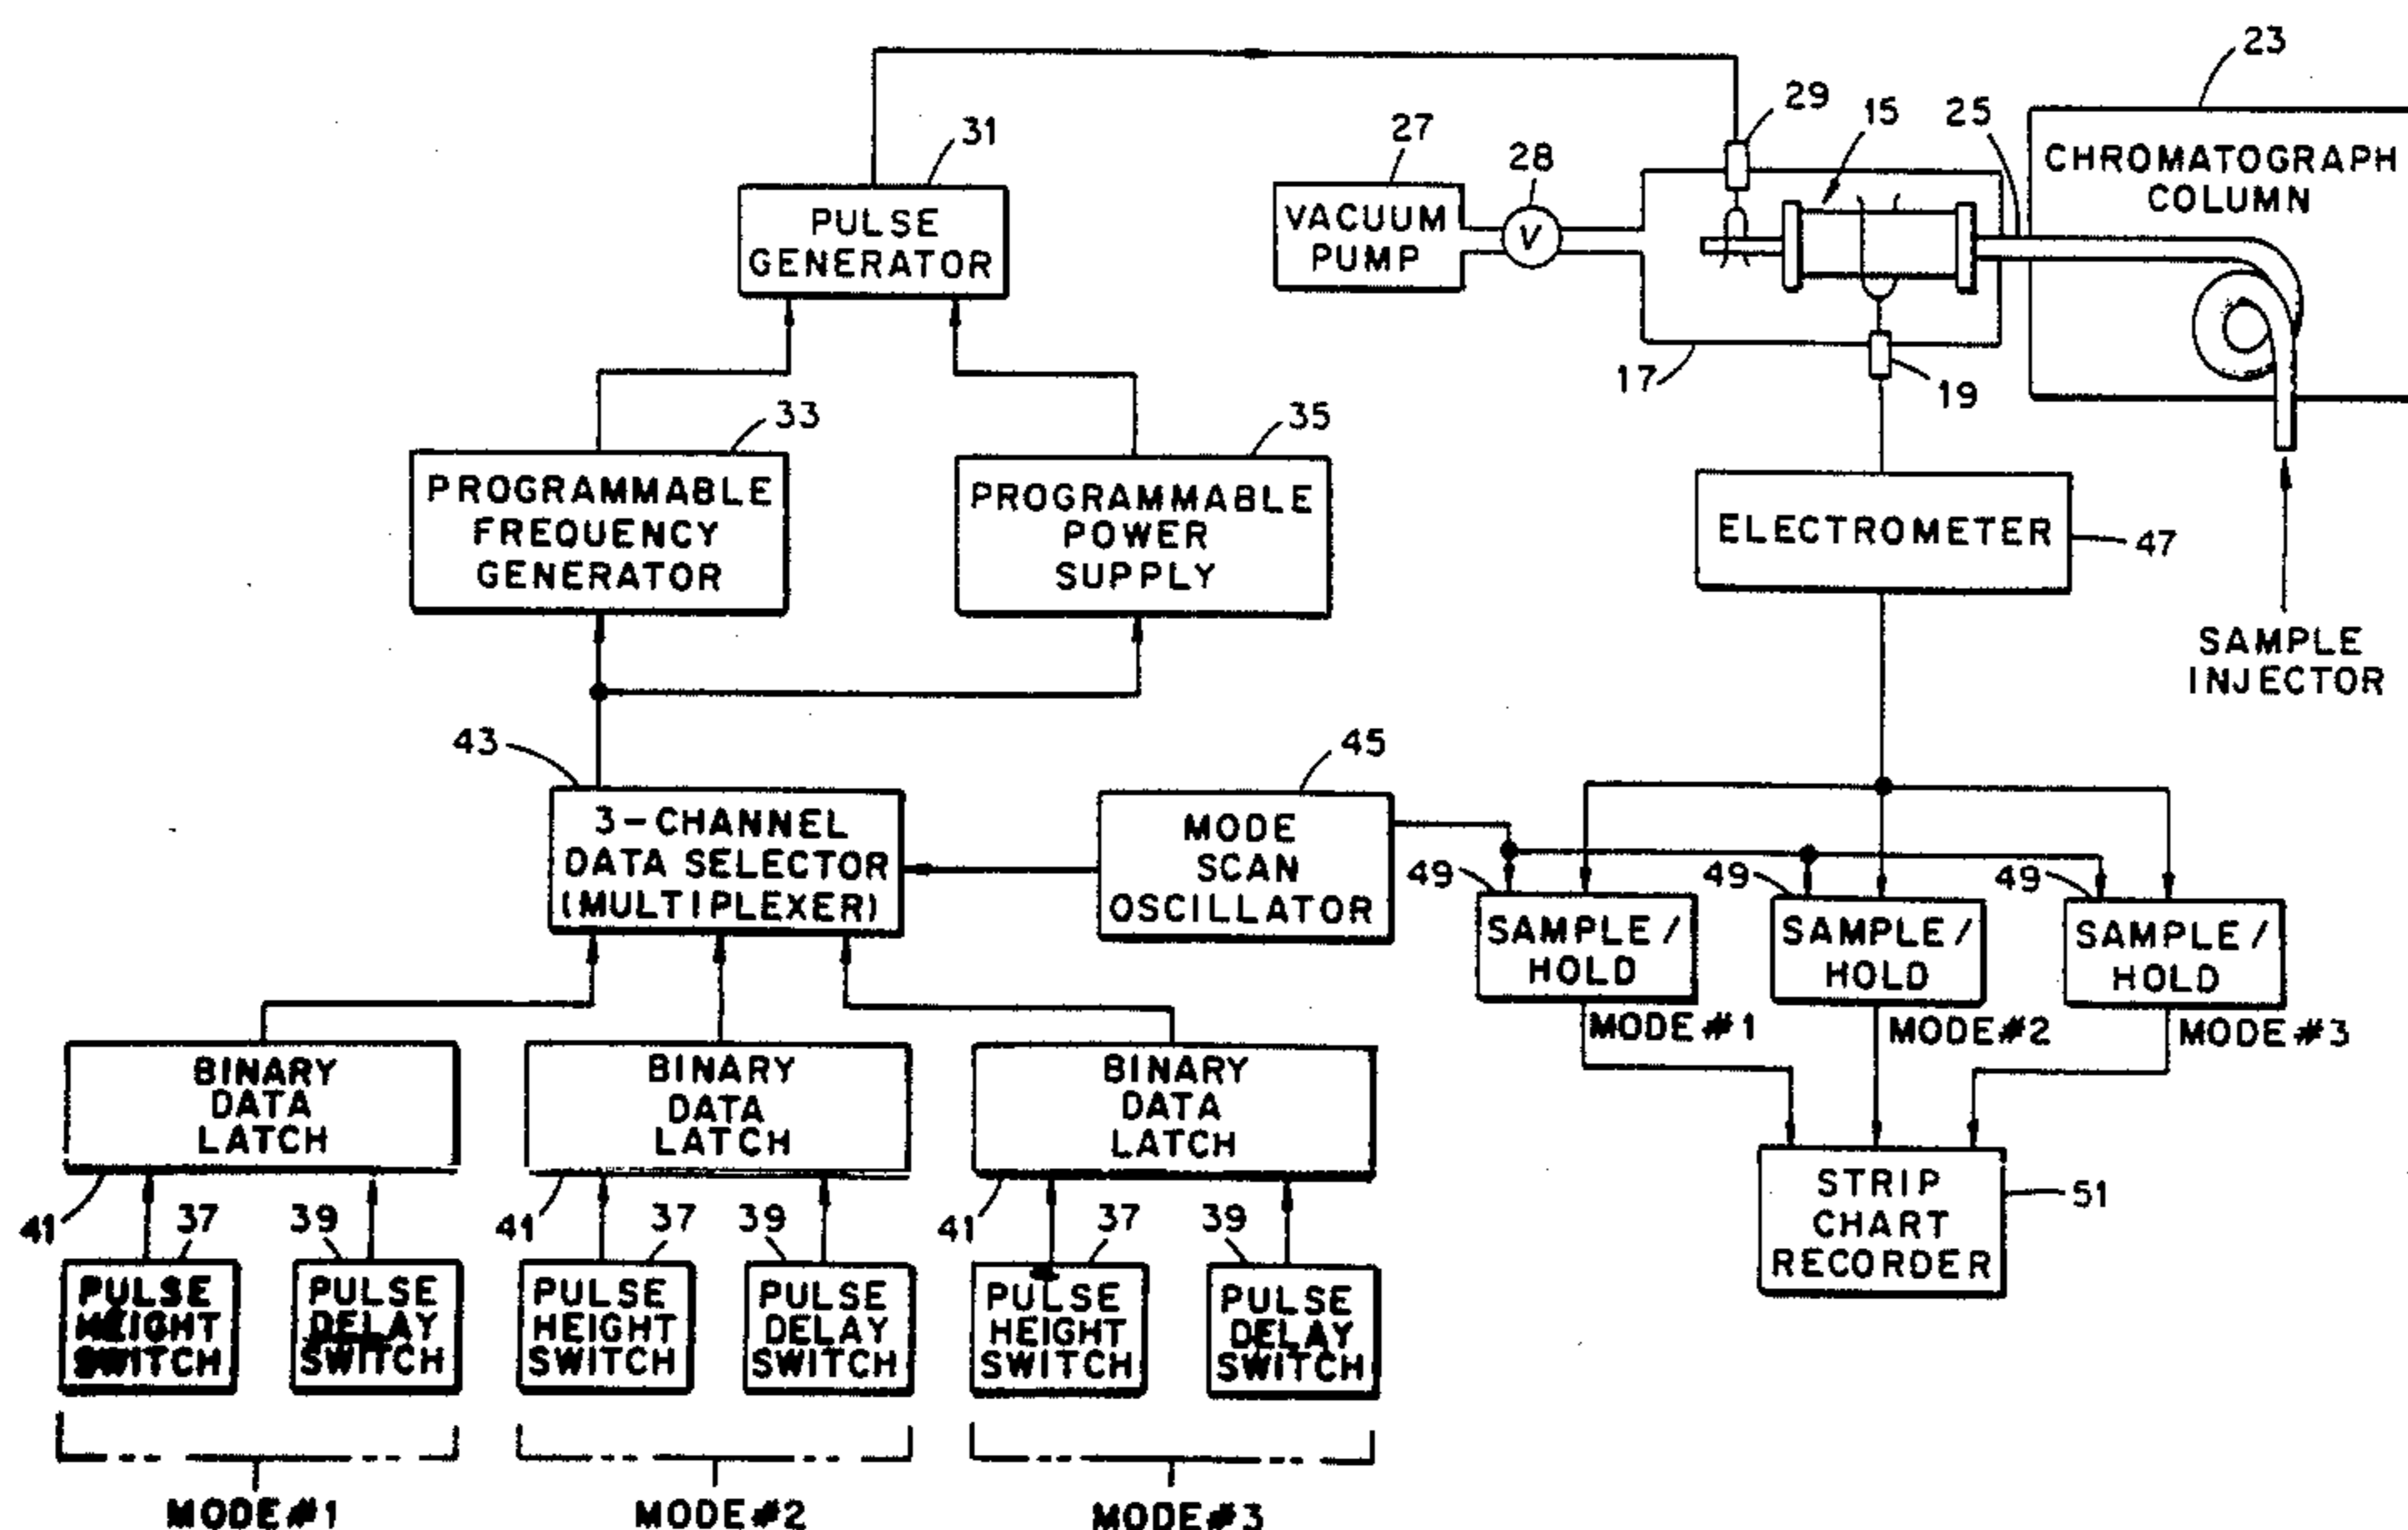 23
29
15
25
27
28
31
CHROMATOGRAPH
COLUMN
PULSE
GENERATOR
VACUUM
PUMP
V
17
19
33
35
PROGRAMMABLE
FREQUENCY
GENERATOR
PROGRAMMABLE
POWER
SUPPLY
ELECTROMETER
47
SAMPLE
INJECTOR
43
45
3-CHANNEL
DATA SELECTOR
(MULTIPLEXER)
MODE
SCAN
OSCILLATOR
49
49
49
SAMPLE/
HOLD
SAMPLE/
HOLD
SAMPLE/
HOLD
MODE#1
MODE#2
MODE#3
BINARY
DATA
LATCH
BINARY
DATA
LATCH
BINARY
DATA
LATCH
STRIP
CHART
RECORDER
51
41
37
39
41
37
39
41
37
39
PULSE
HEIGHT
SWITCH
PULSE
DELAY
SWITCH
PULSE
HEIGHT
SWITCH
PULSE
DELAY
SWITCH
PULSE
HEIGHT
SWITCH
PULSE
DELAY
SWITCH
MODE#1
MODE#2
MODE#3